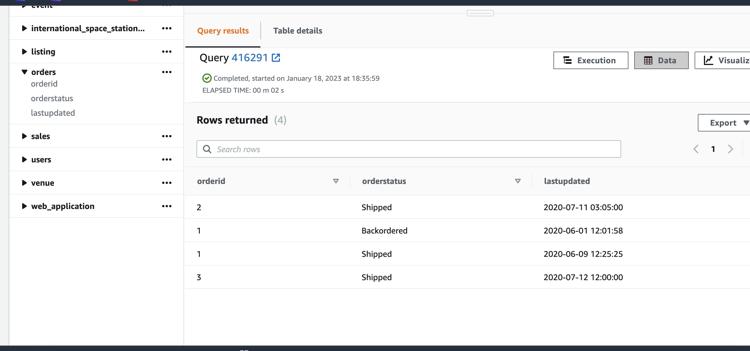 event
international_space_station...
listing
orders
orderid
orderstatus
lastupdated
sales
users
venue
web_application
Query results
Table details
Query 416291
Completed, started on January 18, 2023 at 18:35:59
ELAPSED TIME: 00 m 02 s
Execution
Data
Visualiz
Rows returned (4)
Export
Search rows
1
orderid orderstatus lastupdated
2 Shipped 2020-07-11 03:05:00
1 Backordered 2020-06-01 12:01:58
1 Shipped 2020-06-09 12:25:25
3 Shipped 2020-07-12 12:00:00